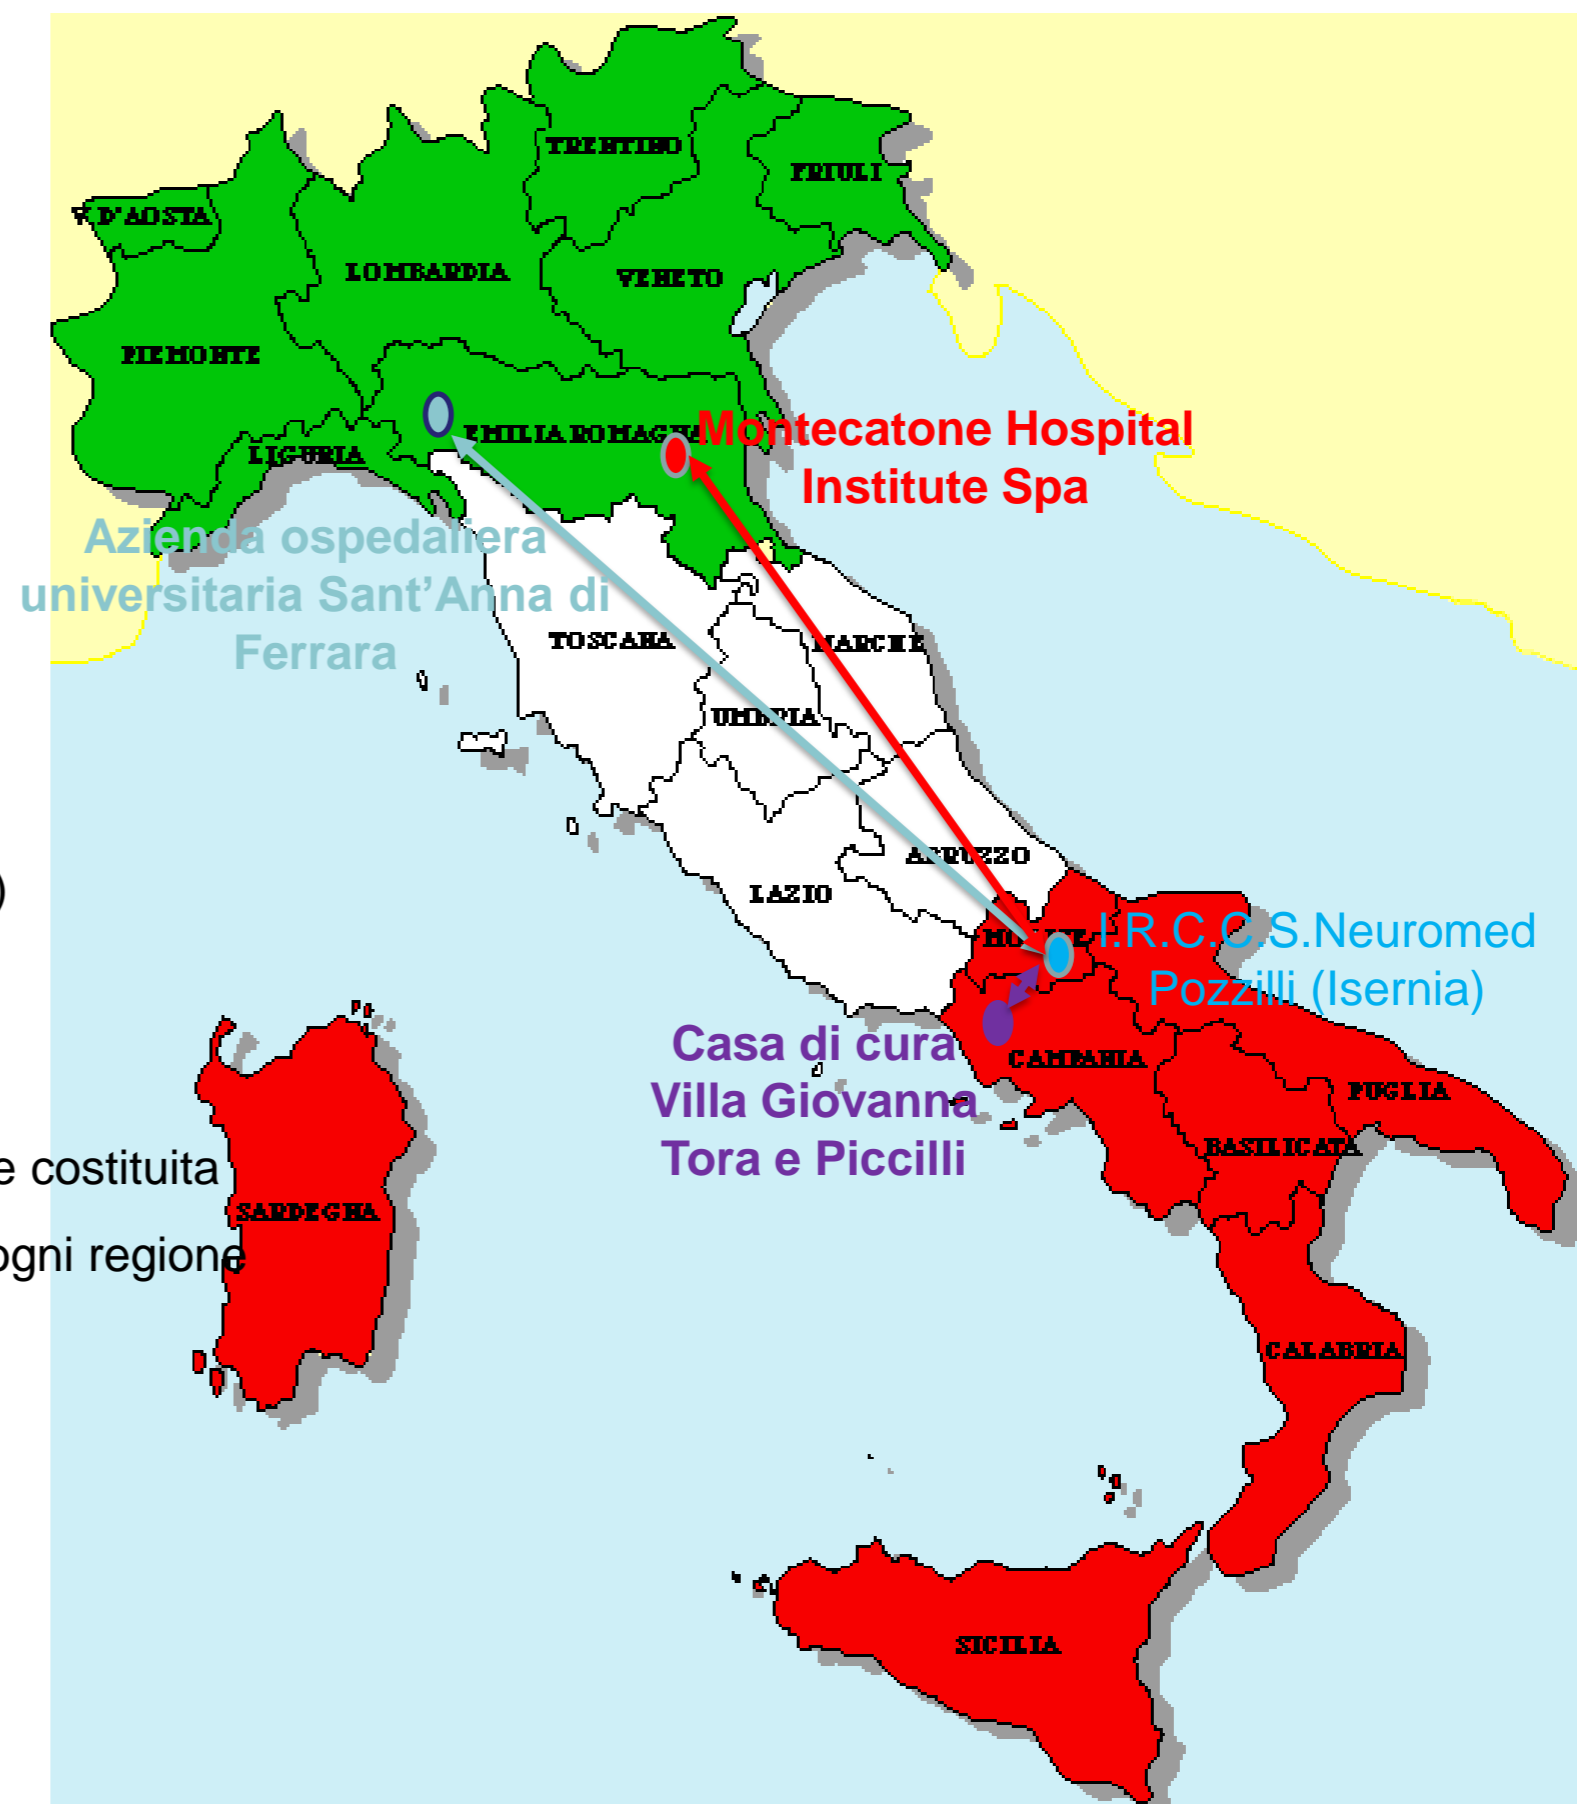 TRENTINO
FRIULI
V D'AOSTA
LOMBARDIA
VENETO
PIEMONTE
EMILIA ROMAGNA
LIGURIA
Montecatone Hospital
Institute Spa
Azienda ospedaliera
universitaria Sant’Anna di
Ferrara
TOSCANA
MARCHE
UMBRIA
ABRUZZO
)
LAZIO
MOLISE
I.R.C.C.S.Neuromed
Pozzilli (Isernia)
Casa di cura
Villa Giovanna
Tora e Piccilli
CAMPANIA
PUGLIA
BASILICATA
e costituita
SARDEGNA
ogni regione
CALABRIA
SICILIA